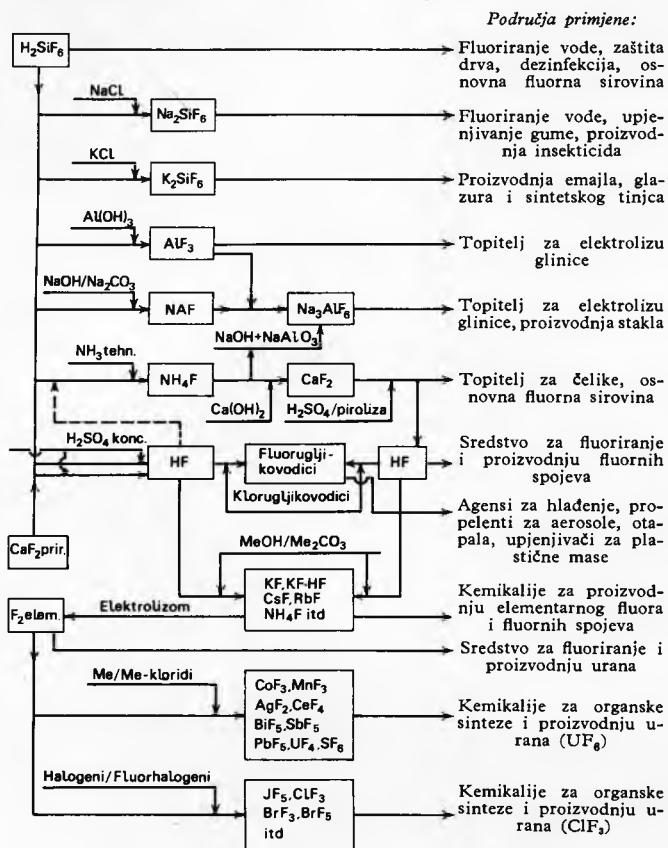 Područja primjene:
H₂SiF₆
Fluoriranje vode, zaštita
drva, dezinfekcija, os-
novna fluorna sirovina
NaCl
Na₂SiF₆
Fluoriranje vode, upje-
njivanje gume, proizvod-
nja insekticida
KCl
K₂SiF₆
Proizvodnja emajla, gla-
zura i sintetskog tinjca
Al(OH)₃
AlF₃
Topitelj za elektrolizu
glinice
NaOH/Na₂CO₃
NAF
Na₃AlF₆
Topitelj za elektrolizu
glinice, proizvodnja stakla
NaOH+NaAlO₃
NH₃ tehn.
NH₄F
CaF₂
Topitelj za čelike, os-
novna fluorna sirovina
Ca(OH)₂
H₂SO₄/piroliza
H₂SO₄ konc.
HF
Fluoruglji-
kovodici
HF
Sredstvo za fluoriranje
i proizvodnju fluornih
spojeva
Klorugljikovodici
Agensi za hlađenje, pro-
pelenti za aerosole, ota-
pala, upjenjivači za pla-
stične mase
CaF₂prir.
MeOH/Me₂CO₃
KF, KF·HF
CsF, RbF
NH₄F itd
Kemikalije za proizvod-
nju elementarnog fluora
i fluornih spojeva
Elektrolizom
F₂elem.
Sredstvo za fluoriranje i
proizvodnju urana
Me/Me-kloridi
CoF₃,MnF₃
AgF₂,CeF₄
BiF₅,SbF₅
PbF₅,UF₄,SF₆
Kemikalije za organske
sinteze i proizvodnju u-
rana (UF₆)
Halogeni/Fluorhalogeni
JF₅,ClF₃
BrF₃,BrF₅
itd
Kemikalije za organske
sinteze i proizvodnju u-
rana (ClF₃)